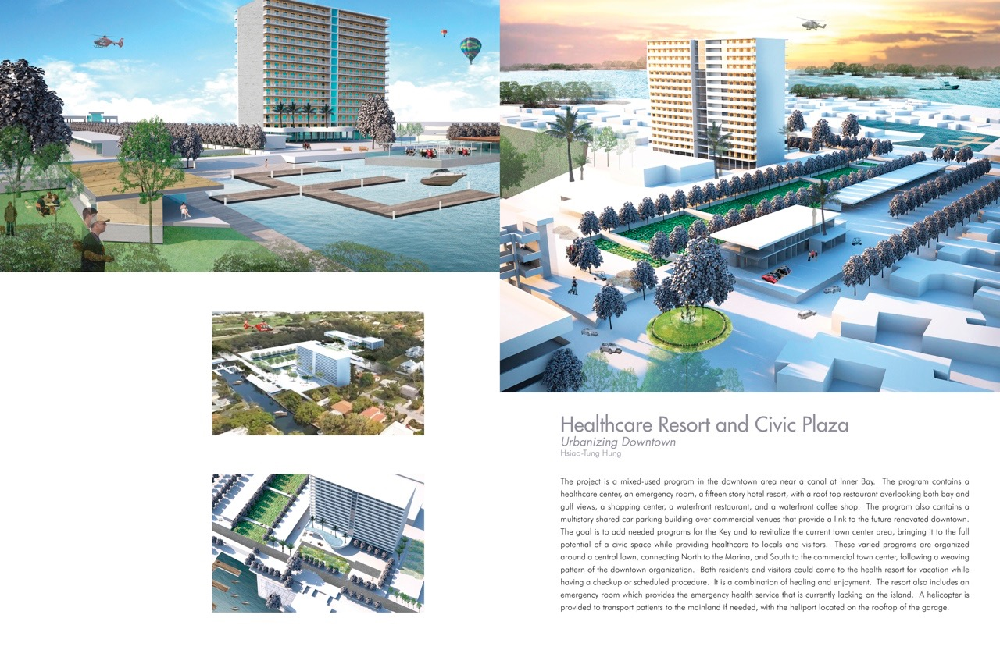 Healthcare Resort and Civic Plaza
Urbanizing Downtown
Hsiao-Tung Hung
The project is a mixed-used program in the downtown area near a canal at Inner Bay.  The program contains a
healthcare center, an emergency room, a fifteen story hotel resort, with a roof top restaurant overlooking both bay and
gulf views, a shopping center, a waterfront restaurant, and a waterfront coffee shop.  The program also contains a
multistory shared car parking building over commercial venues that provide a link to the future renovated downtown.
The goal is to add needed programs for the Key and to revitalize the current town center area, bringing it to the full
potential of a civic space while providing healthcare to locals and visitors.  These varied programs are organized
around a central lawn, connecting North to the Marina, and South to the commercial town center, following a weaving
pattern of the downtown organization.  Both residents and visitors could come to the health resort for vacation while
having a checkup or scheduled procedure.  It is a combination of healing and enjoyment.  The resort also includes an
emergency room which provides the emergency health service that is currently lacking on the island.  A helicopter is
provided to transport patients to the mainland if needed, with the heliport located on the rooftop of the garage.